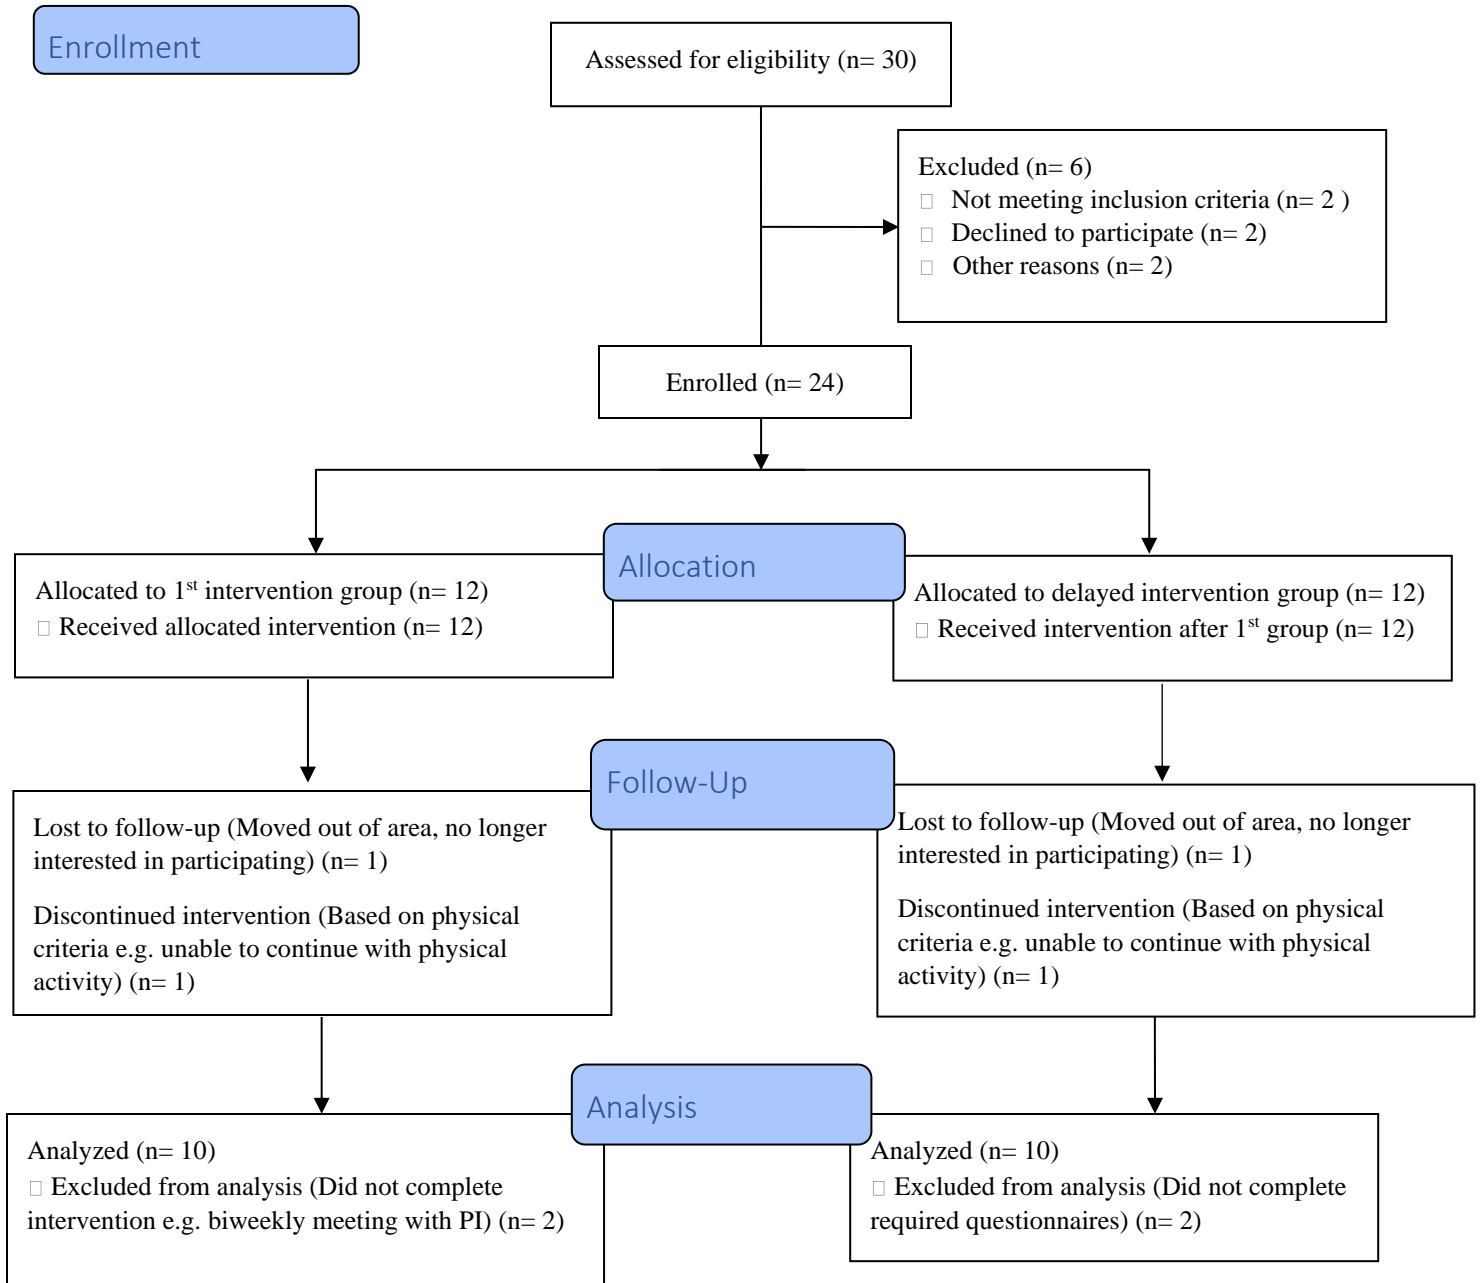 Enrollment
Assessed for eligibility (n= 30)
Excluded (n= 6)
□ Not meeting inclusion criteria (n= 2 )
□ Declined to participate (n= 2)
□ Other reasons (n= 2)
Enrolled (n= 24)
Allocation
Allocated to 1st intervention group (n= 12)
□ Received allocated intervention (n= 12)
Allocated to delayed intervention group (n= 12)
□ Received intervention after 1st group (n= 12)
Follow-Up
Lost to follow-up (Moved out of area, no longer
interested in participating) (n= 1)
Discontinued intervention (Based on physical
criteria e.g. unable to continue with physical
activity) (n= 1)
Lost to follow-up (Moved out of area, no longer
interested in participating) (n= 1)
Discontinued intervention (Based on physical
criteria e.g. unable to continue with physical
activity) (n= 1)
Analysis
Analyzed (n= 10)
□ Excluded from analysis (Did not complete
intervention e.g. biweekly meeting with PI) (n= 2)
Analyzed (n= 10)
□ Excluded from analysis (Did not complete
required questionnaires) (n= 2)